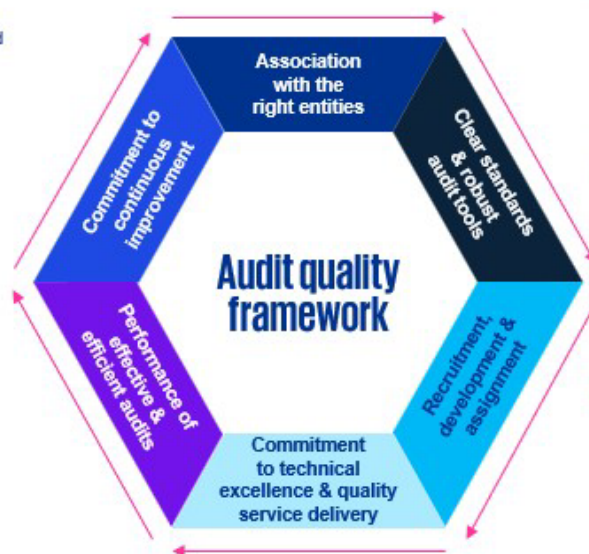 Association
with the
right entities
Clear standards
& robust
audit tools
Recruitment,
development &
assignment
Commitment
to technical
excellence & quality
service delivery
Performance of
effective &
efficient audits
Commitment to
continuous
improvement
Audit quality
framework